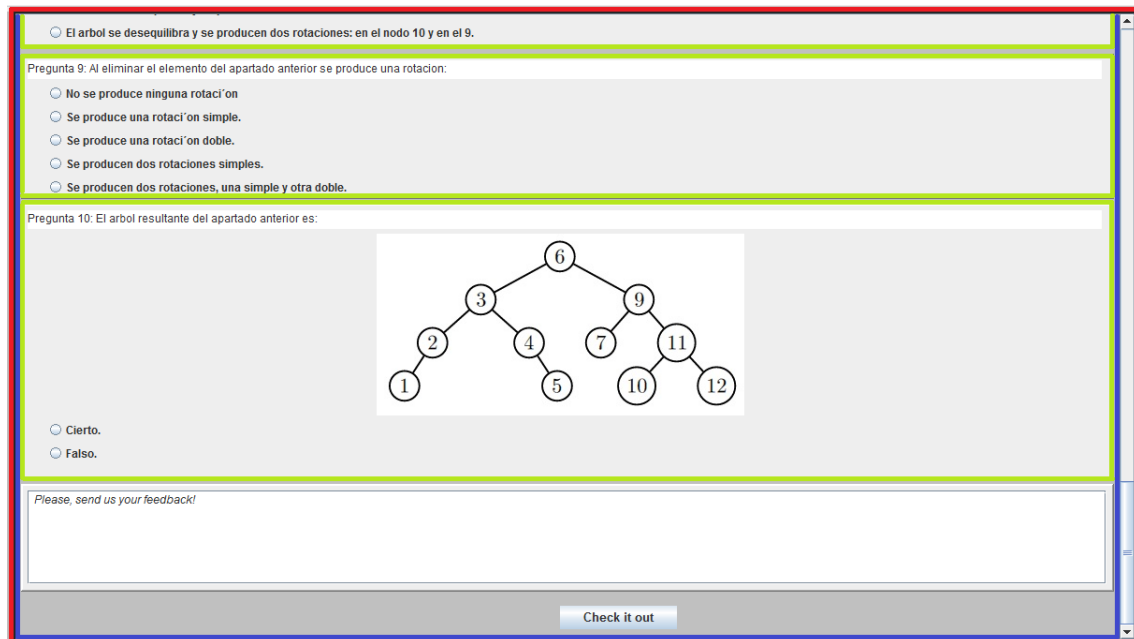 El arbol se desequilibra y se producen dos rotaciones: en el nodo 10 y en el 9.
Pregunta 9: Al eliminar el elemento del apartado anterior se produce una rotacion:
No se produce ninguna rotaci´on
Se produce una rotaci´on simple.
Se produce una rotaci´on doble.
Se producen dos rotaciones simples.
Se producen dos rotaciones, una simple y otra doble.
Pregunta 10: El arbol resultante del apartado anterior es:
6
3 9
2 4 7 11
1 5 10 12
Cierto.
Falso.
Please, send us your feedback!
Check it out